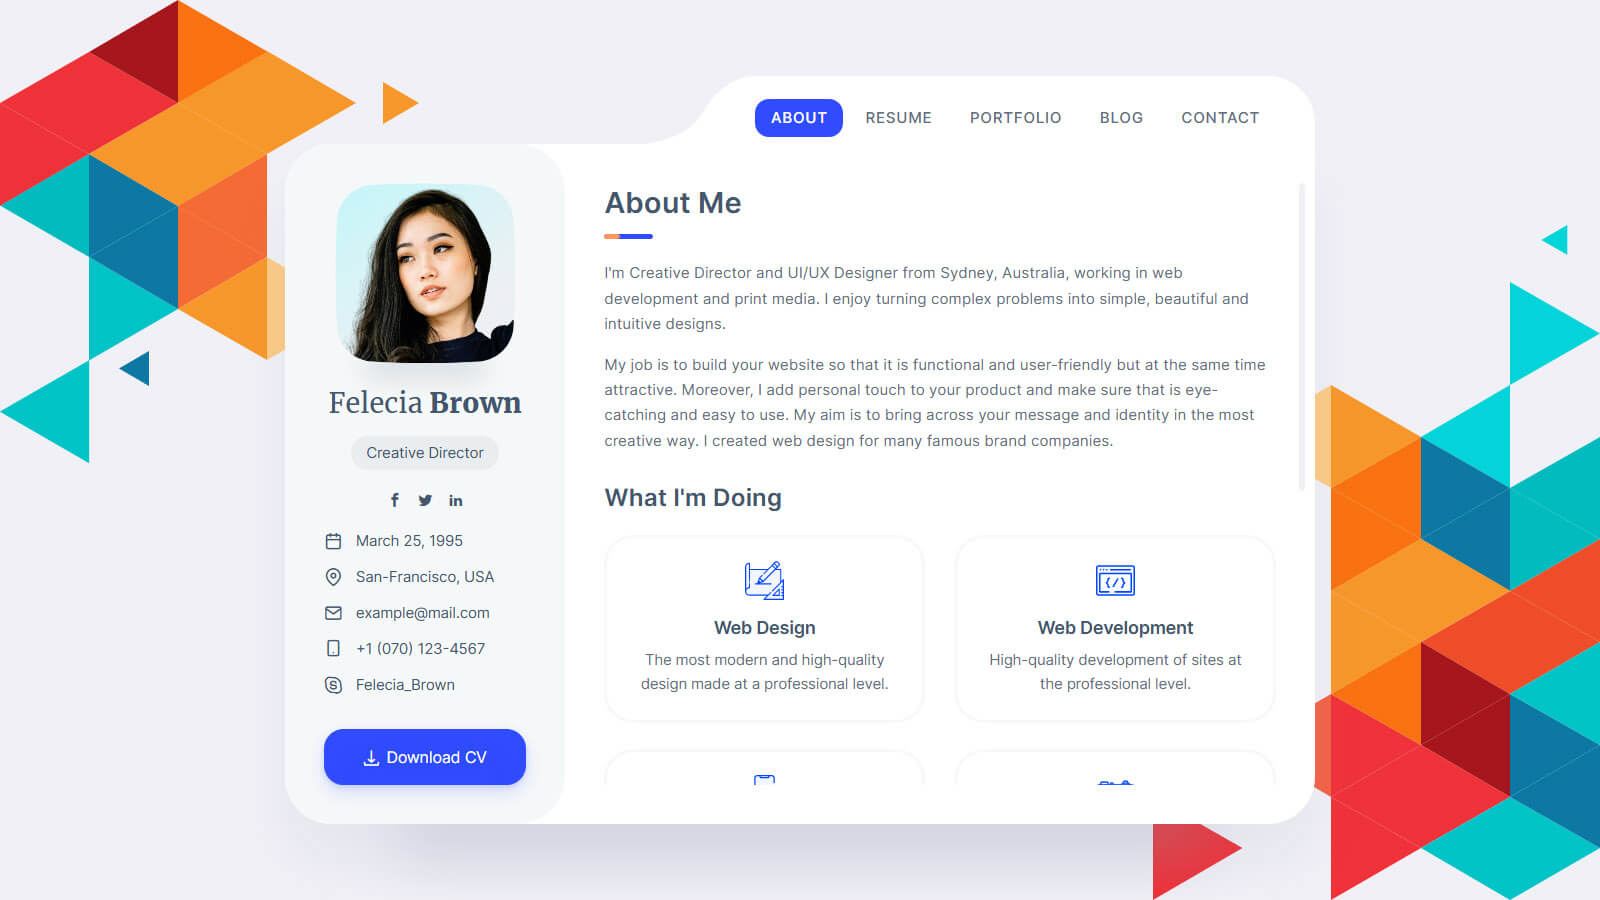 ABOUT
RESUME
PORTFOLIO
BLOG
CONTACT
Felecia Brown
Creative Director
March 25, 1995
San-Francisco, USA
example@mail.com
+1 (070) 123-4567
Felecia_Brown
Download CV
About Me
I'm Creative Director and UI/UX Designer from Sydney, Australia, working in web
development and print media. I enjoy turning complex problems into simple, beautiful and
intuitive designs.
My job is to build your website so that it is functional and user-friendly but at the same time
attractive. Moreover, I add personal touch to your product and make sure that is eye-
catching and easy to use. My aim is to bring across your message and identity in the most
creative way. I created web design for many famous brand companies.
What I'm Doing
Web Design
The most modern and high-quality
design made at a professional level.
Web Development
High-quality development of sites at
the professional level.